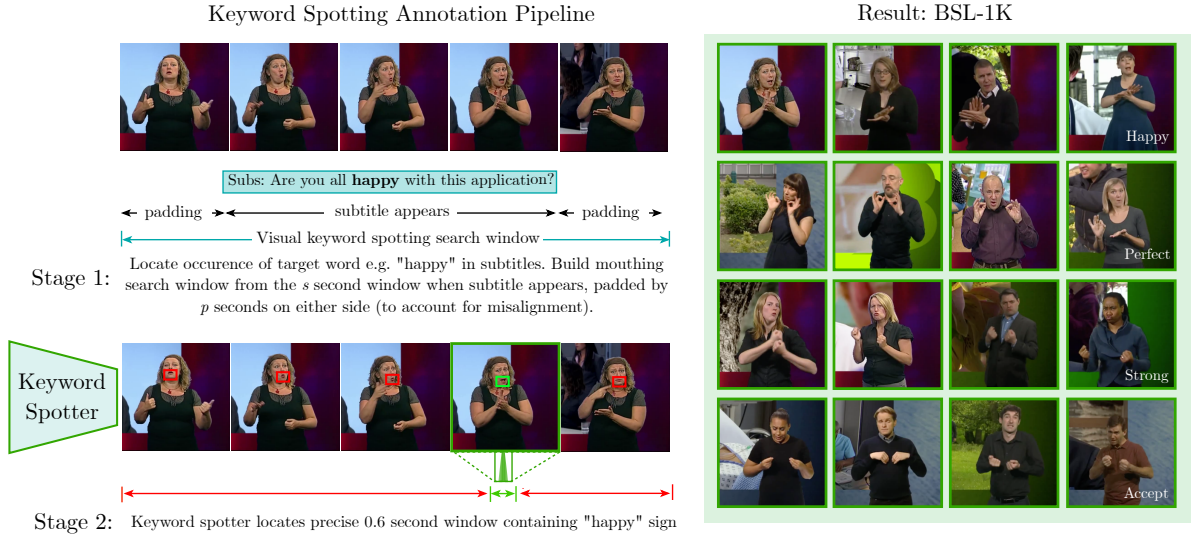 Keyword Spotting Annotation Pipeline
Subs: Are you all happy with this application?
padding
subtitle appears
padding
Visual keyword spotting search window
Stage 1:
Locate occurence of target word e.g. "happy" in subtitles. Build mouthing
search window from the s second window when subtitle appears, padded by
p seconds on either side (to account for misalignment).
Keyword
Spotter
Stage 2:
Keyword spotter locates precise 0.6 second window containing "happy" sign
Result: BSL-1K
Happy
Perfect
Strong
Accept